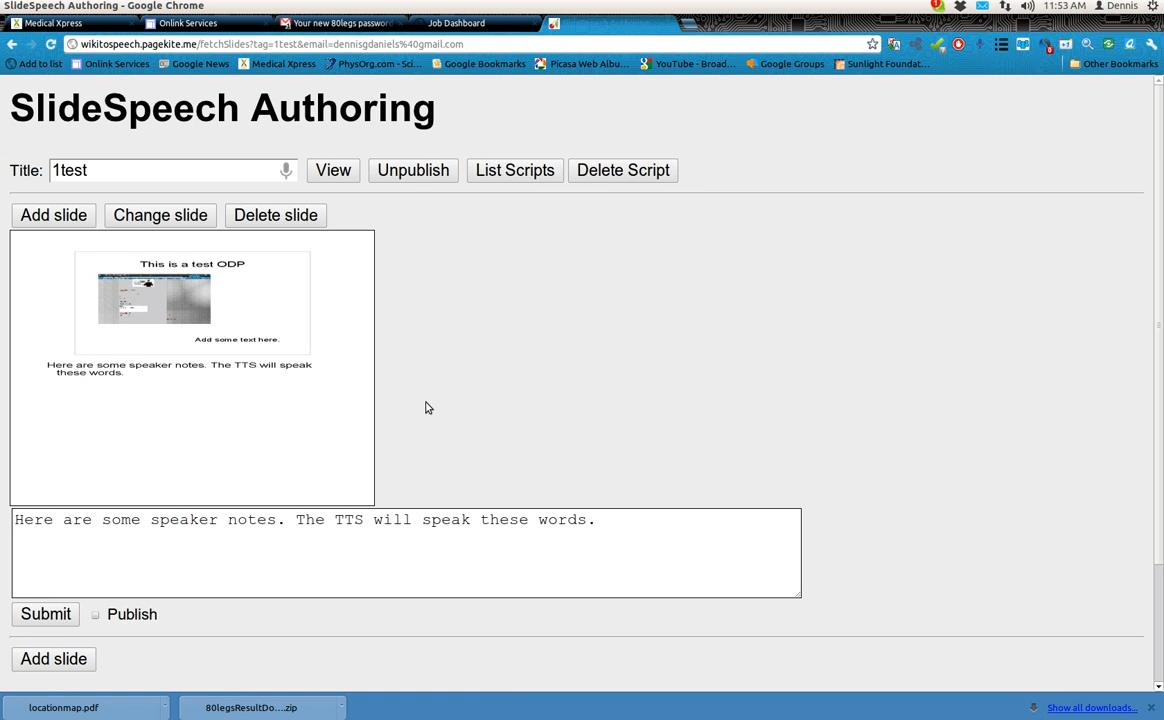 SlideSpeech Authoring - Google Chrome
11:53 AM Dennis
Medical Xpress
Onlink Services
Your new 80legs password
Job Dashboard
wikitospeech.pagekite.me/fetchSlides?tag=1test&email=dennisgdaniels%40gmail.com
Add to list
Onlink Services
Google News
Medical Xpress
PhysOrg.com - Sci...
Google Bookmarks
Picasa Web Albu...
YouTube - Broad...
Google Groups
Sunlight Foundat...
Other Bookmarks
SlideSpeech Authoring
Title: 1test View Unpublish List Scripts Delete Script
Add slide Change slide Delete slide
This is a test ODP
Add some text here.
Here are some speaker notes. The TTS will speak
these words.
Here are some speaker notes. The TTS will speak these words.
Submit Publish
Add slide
locationmap.pdf
80legsResultDo....zip
Show all downloads...